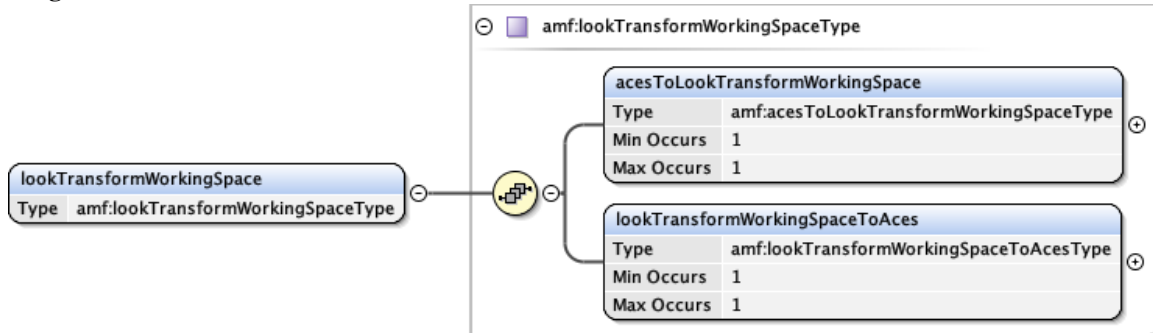 amf:lookTransformWorkingSpaceType
acesToLookTransformWorkingSpace
Type amf:acesToLookTransformWorkingSpaceType
Min Occurs 1
Max Occurs 1
lookTransformWorkingSpace
Type amf:lookTransformWorkingSpaceType
lookTransformWorkingSpaceToAces
Type amf:lookTransformWorkingSpaceToAcesType
Min Occurs 1
Max Occurs 1